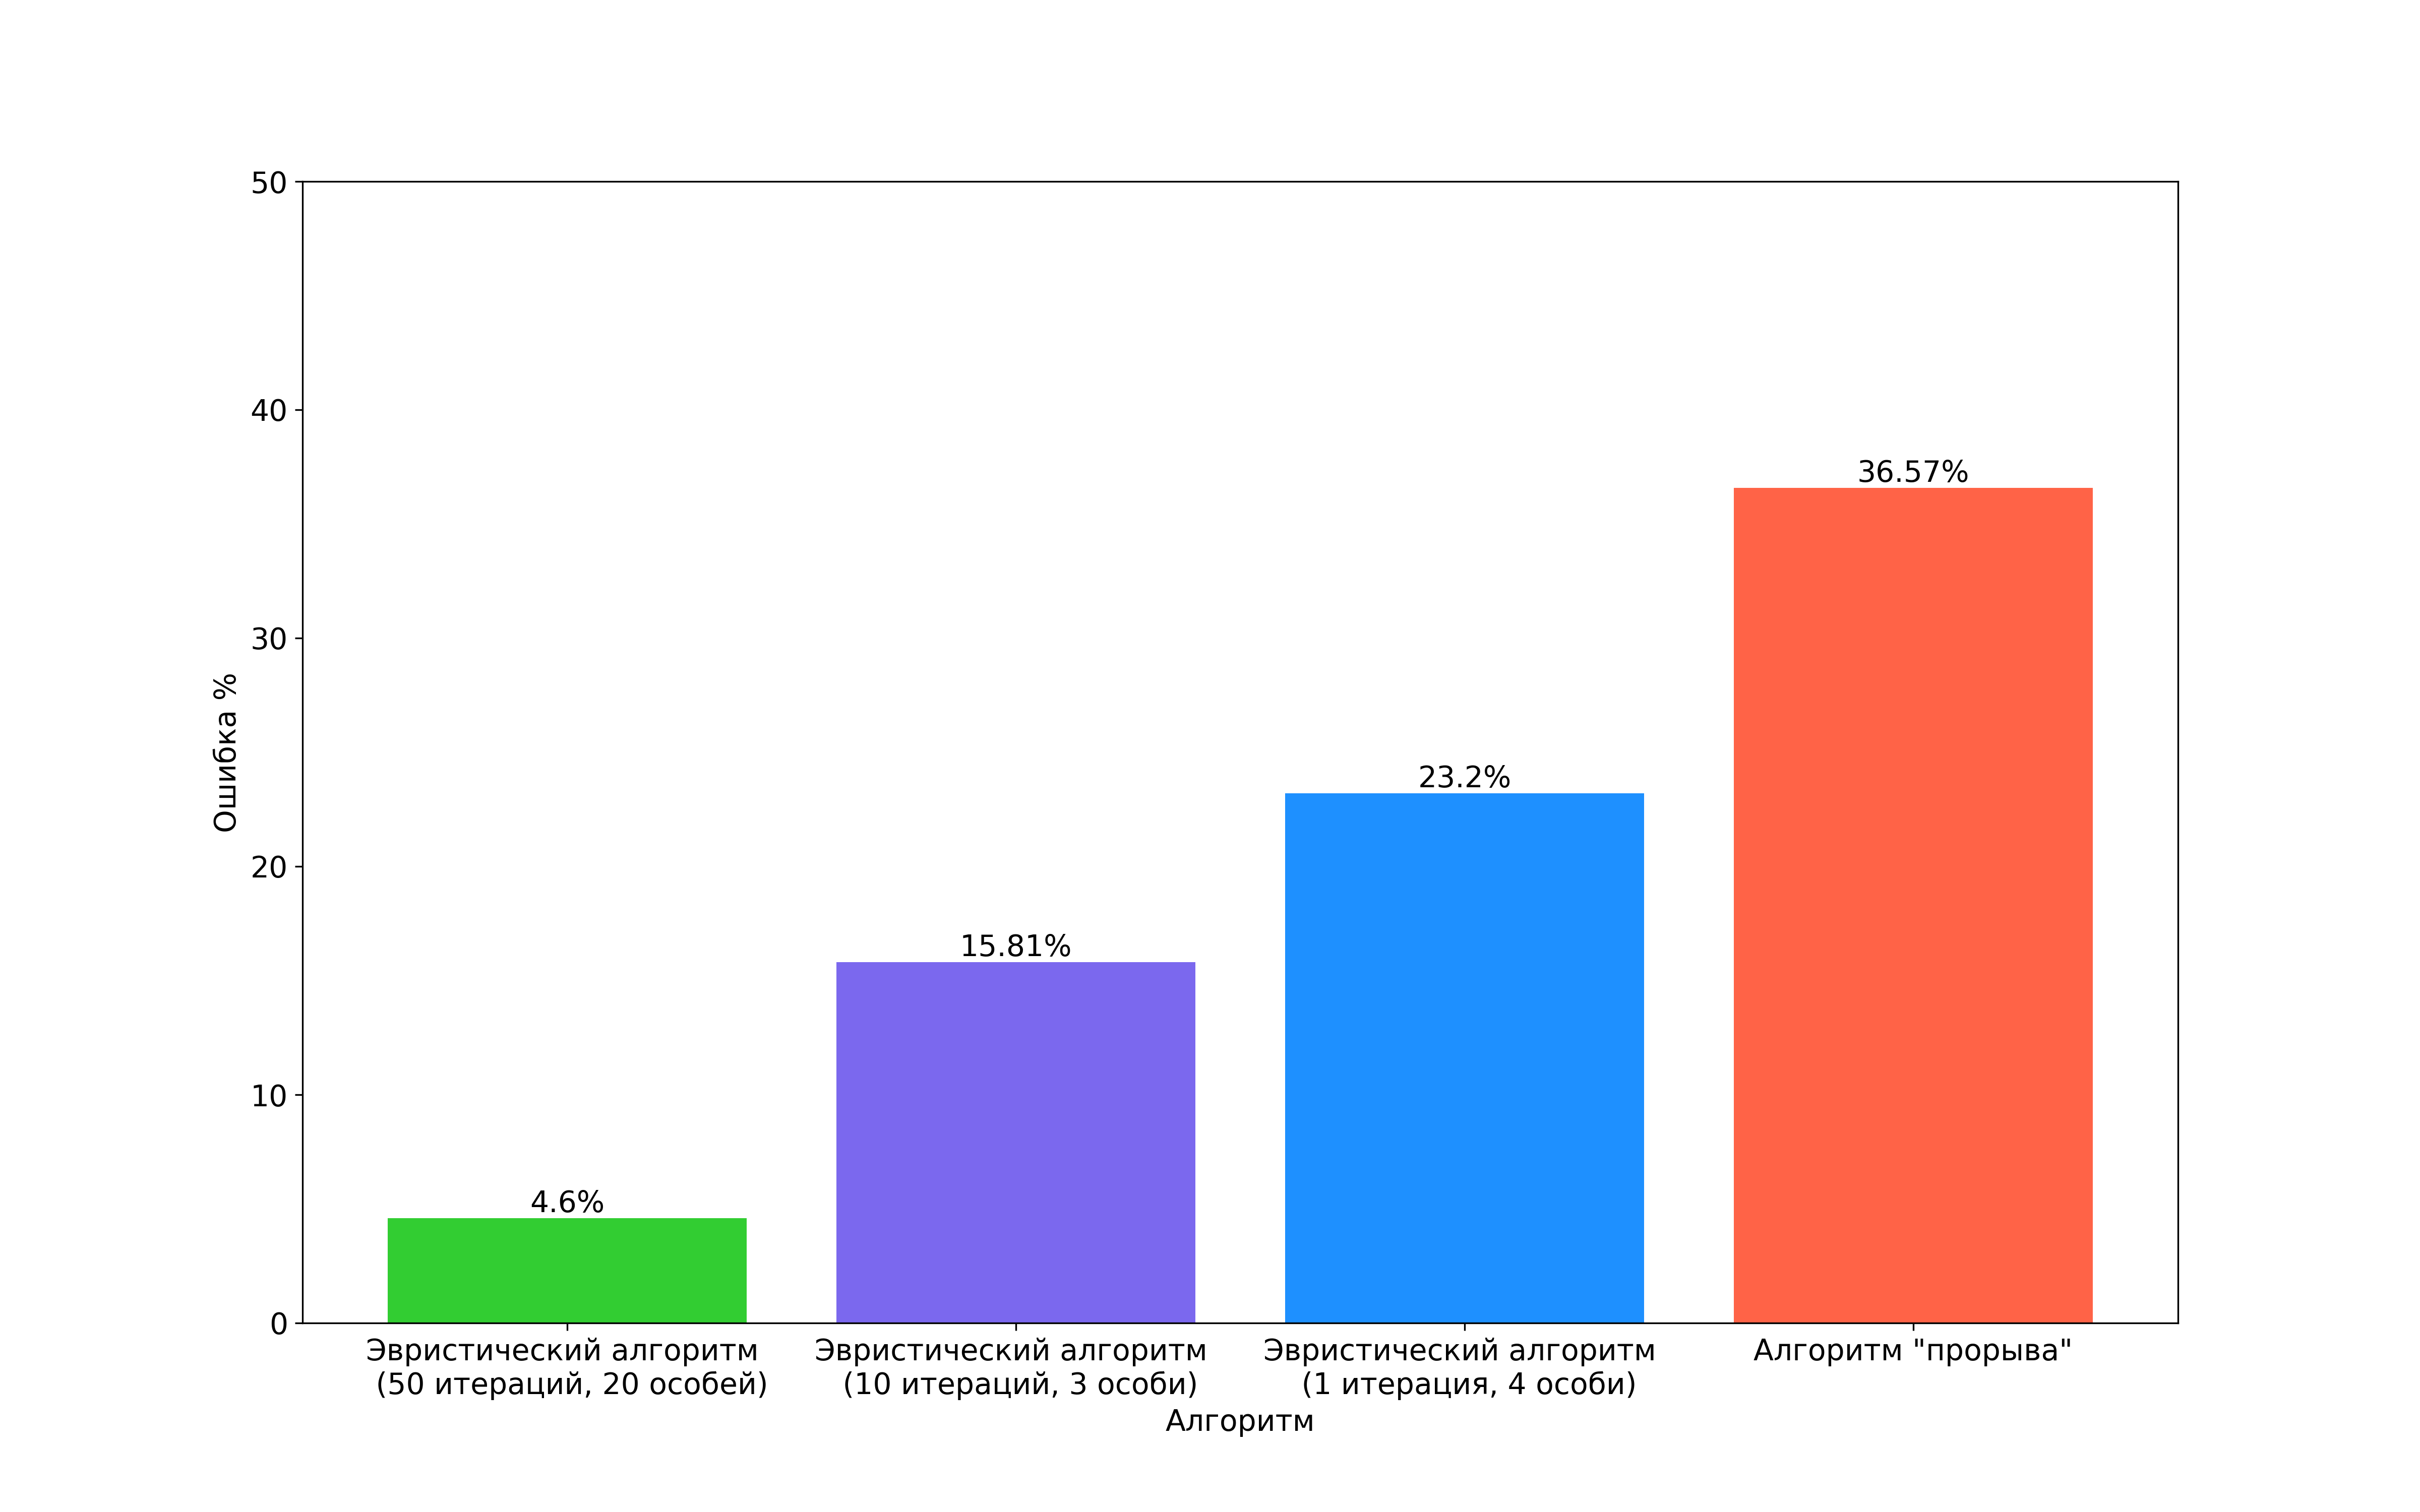 50
40
30
20
10
0
Ошибка %
4.6%
15.81%
23.2%
36.57%
Эвристический алгоритм
(50 итераций, 20 особей)
Эвристический алгоритм
(10 итераций, 3 особи)
Эвристический алгоритм
(1 итерация, 4 особи)
Алгоритм "прорыва"
Алгоритм